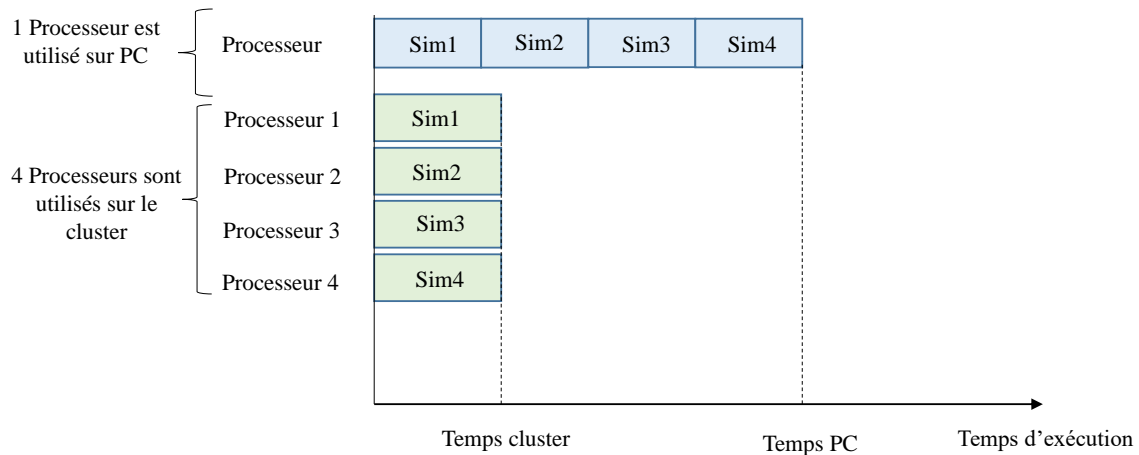 1 Processeur est
utilisé sur PC
Processeur
Sim1
Sim2
Sim3
Sim4
4 Processeurs sont
utilisés sur le
cluster
Processeur 1
Sim1
Processeur 2
Sim2
Processeur 3
Sim3
Processeur 4
Sim4
Temps cluster
Temps PC
Temps d’exécution